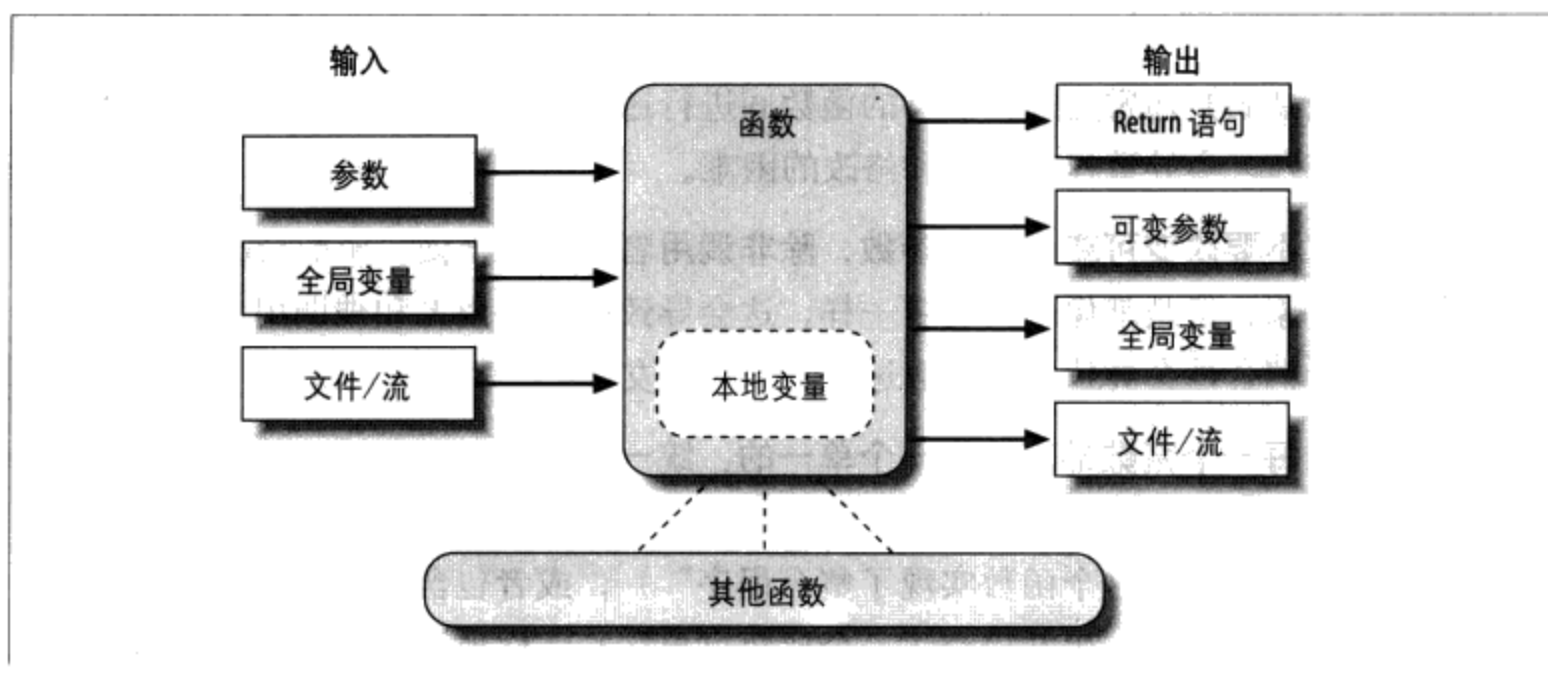 输入
输出
参数
全局变量
文件/流
函数
本地变量
Return 语句
可变参数
全局变量
文件/流
其他函数